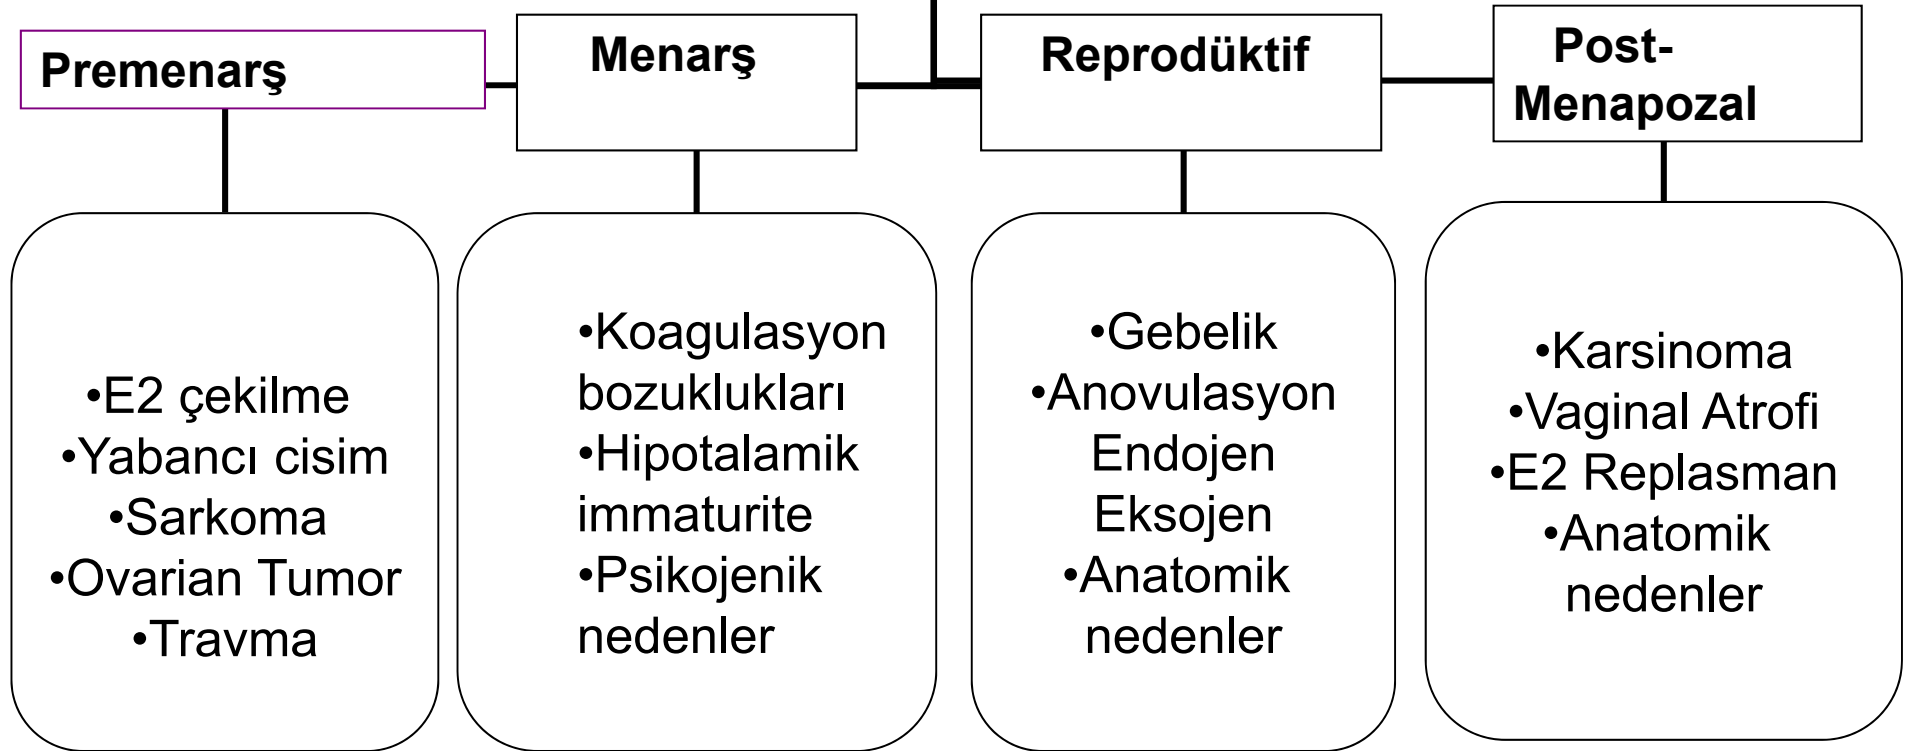 Premenarş
Menarş
Reprodüktif
Post-
Menapozal
•E2 çekilme
•Yabancı cisim
•Sarkoma
•Ovarian Tumor
•Travma
•Koagulasyon
bozuklukları
•Hipotalamik
immaturite
•Psikojenik
nedenler
•Gebelik
•Anovulasyon
Endojen
Eksojen
•Anatomik
nedenler
•Karsinoma
•Vaginal Atrofi
•E2 Replasman
•Anatomik
nedenler